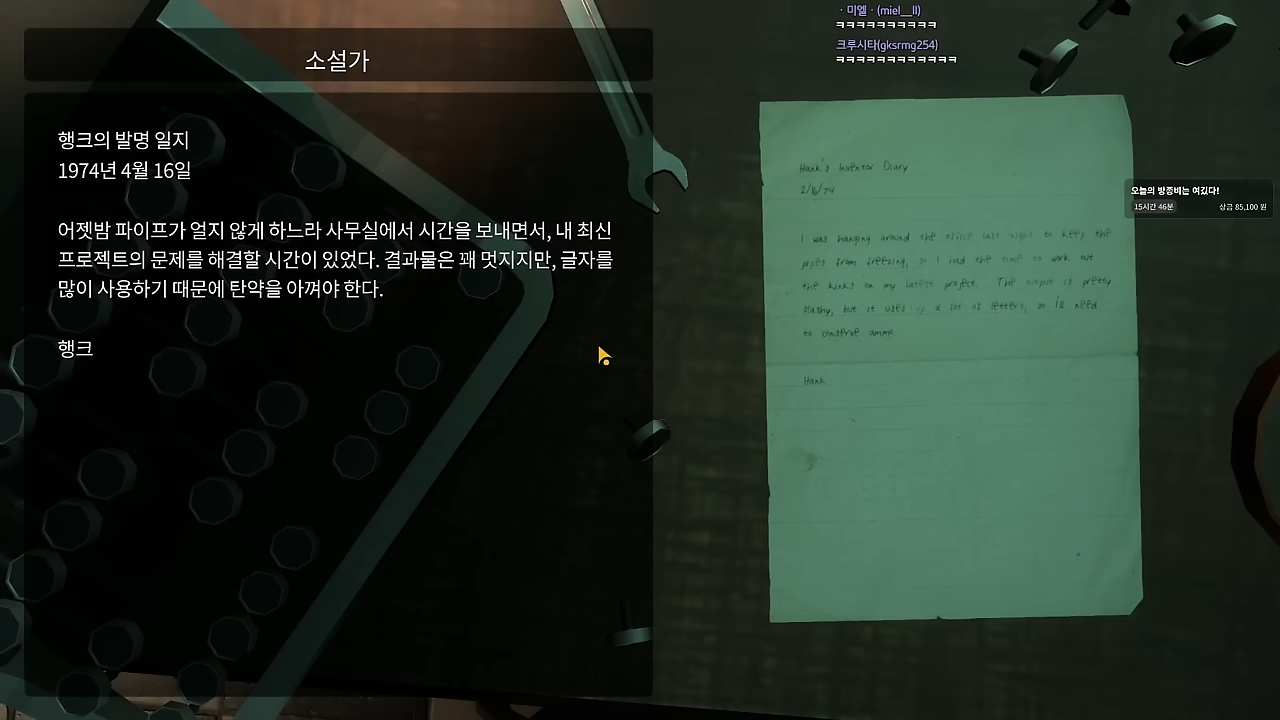 · 미엘 · (miel__ll)
ㅋㅋㅋㅋㅋㅋㅋㅋㅋㅋ
크루시타(gksrmg254)
ㅋㅋㅋㅋㅋㅋㅋㅋㅋㅋㅋㅋ
소설가
행크의 발명 일지
1974년 4월 16일
어젯밤 파이프가 얼지 않게 하느라 사무실에서 시간을 보내면서, 내 최신
프로젝트의 문제를 해결할 시간이 있었다. 결과물은 꽤 멋지지만, 글자를
많이 사용하기 때문에 탄약을 아껴야 한다.
행크
Hank's Inventor Diary
I was hanging around the office last night to keep the
pipes from freezing, so I had the time to work out
the kinks on my latest project. The output is pretty
flashy, but it uses up a lot of letters, so I'll need
to conserve ammo.
Hank
오늘의 방종비는 여깄다!
15시간 46분
상금 85,100 원